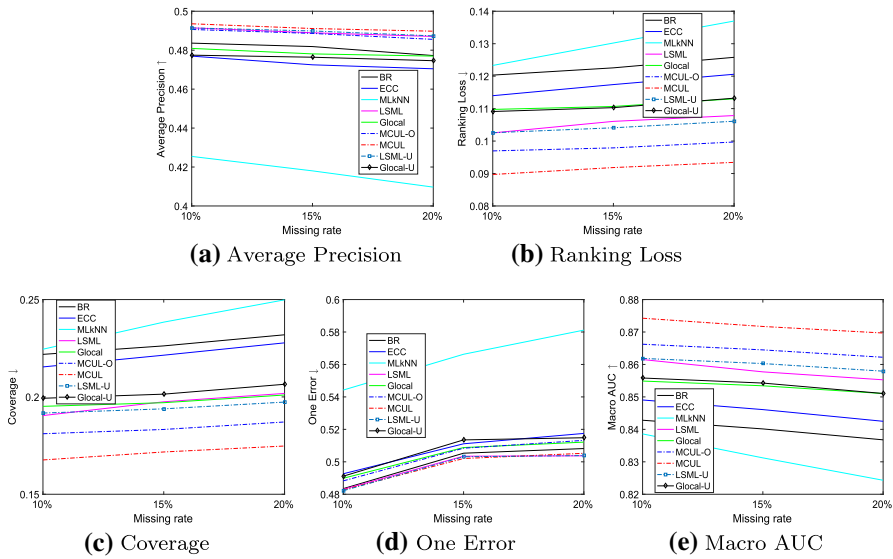 0.5
0.48
0.46
0.44
0.42
0.4
Average Precision ↑
10%
15%
20%
Missing rate
BR
ECC
MLkNN
LSML
Glocal
MCUL-O
MCUL
LSML-U
Glocal-U
(a) Average Precision
0.14
0.13
0.12
0.11
0.1
0.09
0.08
Ranking Loss ↓
10%
15%
20%
Missing rate
BR
ECC
MLkNN
LSML
Glocal
MCUL-O
MCUL
LSML-U
Glocal-U
(b) Ranking Loss
0.25
0.2
0.15
Coverage ↓
10%
15%
20%
Missing rate
BR
ECC
MLkNN
LSML
Glocal
MCUL-O
MCUL
LSML-U
Glocal-U
(c) Coverage
0.6
0.58
0.56
0.54
0.52
0.5
0.48
One Error ↓
10%
15%
20%
Missing rate
BR
ECC
MLkNN
LSML
Glocal
MCUL-O
MCUL
LSML-U
Glocal-U
(d) One Error
0.88
0.87
0.86
0.85
0.84
0.83
0.82
Macro AUC ↑
10%
15%
20%
Missing rate
BR
ECC
MLkNN
LSML
Glocal
MCUL-O
MCUL
LSML-U
Glocal-U
(e) Macro AUC